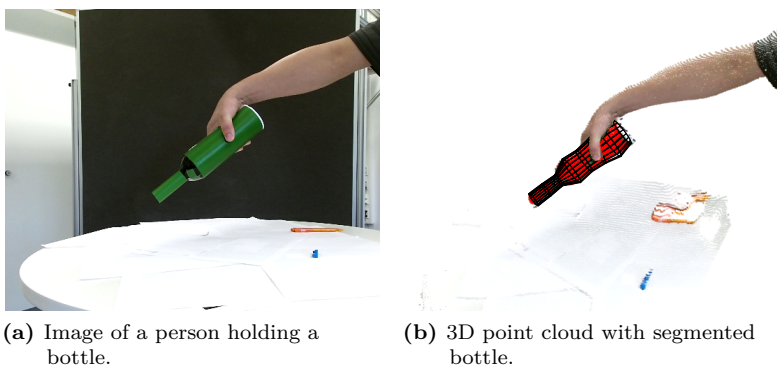 (a) Image of a person holding a
bottle.
(b) 3D point cloud with segmented
bottle.